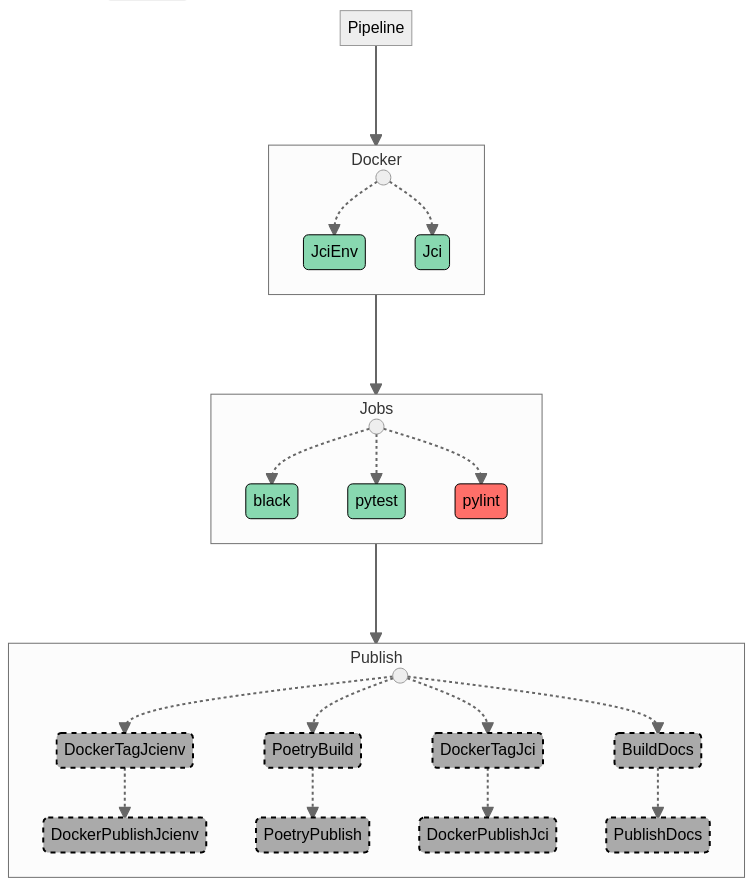 Pipeline
Docker
JciEnv
Jci
Jobs
black
pytest
pylint
Publish
DockerTagJcienv
PoetryBuild
DockerTagJci
BuildDocs
DockerPublishJcienv
PoetryPublish
DockerPublishJci
PublishDocs